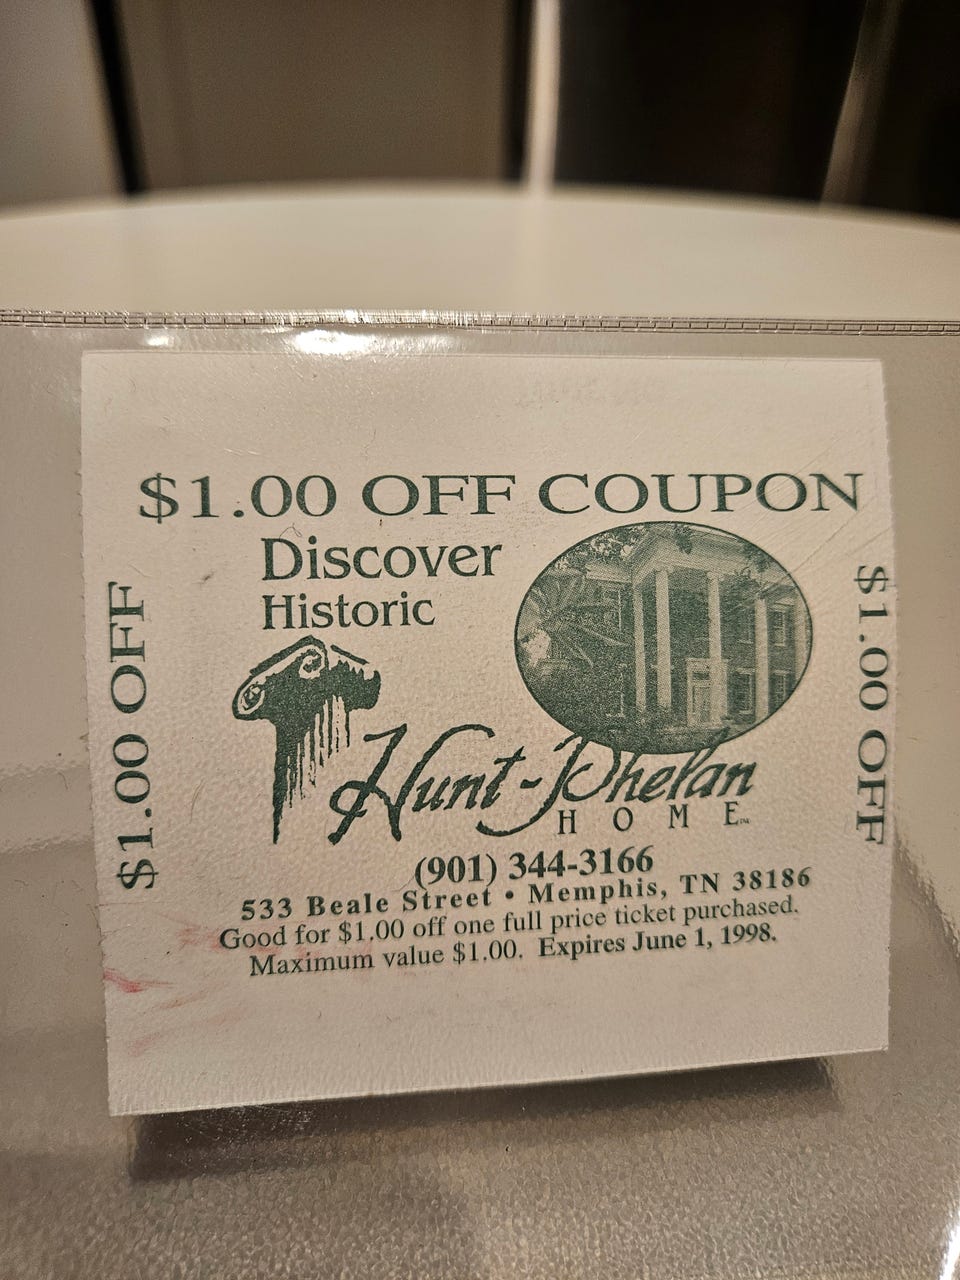 $1.00 OFF COUPON
Discover
Historic
Hunt-Phelan
HOME™
(901) 344-3166
533 Beale Street • Memphis, TN 38186
Good for $1.00 off one full price ticket purchased.
Maximum value $1.00. Expires June 1, 1998.
$1.00 OFF
$1.00 OFF